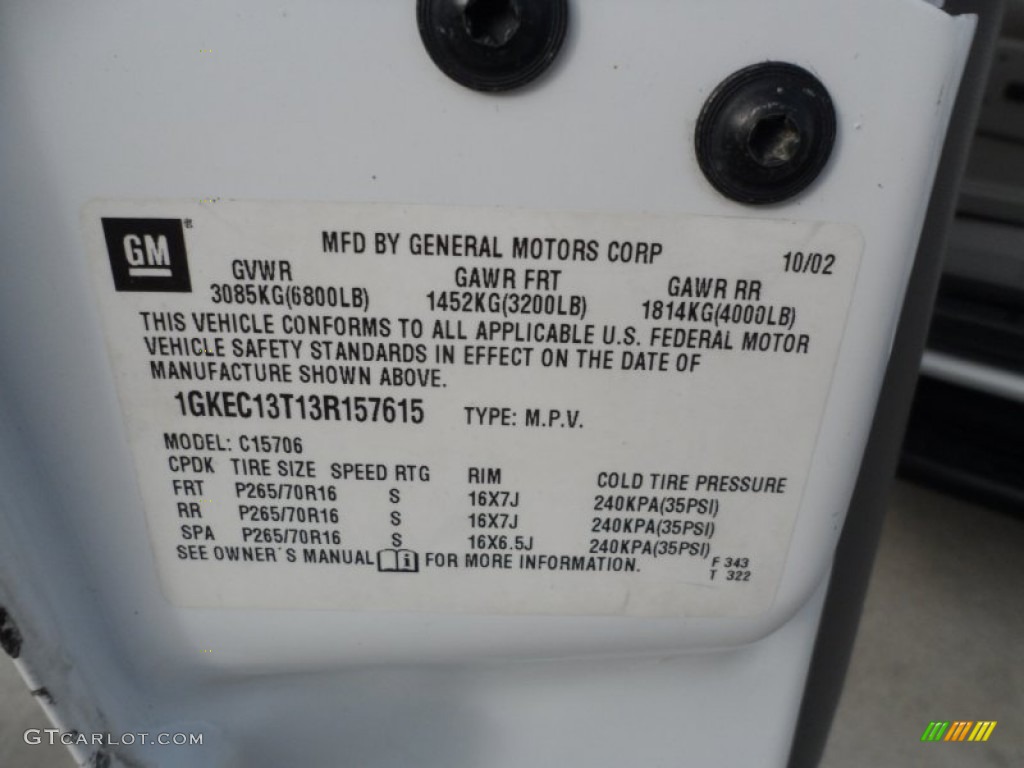 GM
MFD BY GENERAL MOTORS CORP 10/02
GVWR GAWR FRT GAWR RR
3085KG(6800LB) 1452KG(3200LB) 1814KG(4000LB)
THIS VEHICLE CONFORMS TO ALL APPLICABLE U.S. FEDERAL MOTOR
VEHICLE SAFETY STANDARDS IN EFFECT ON THE DATE OF
MANUFACTURE SHOWN ABOVE.
1GKEC13T13R157615 TYPE: M.P.V.
MODEL: C15706
CPDK TIRE SIZE SPEED RTG RIM COLD TIRE PRESSURE
FRT P265/70R16 S 16X7J 240KPA(35PSI)
RR P265/70R16 S 16X7J 240KPA(35PSI)
SPA P265/70R16 S 16X6.5J 240KPA(35PSI)
SEE OWNER´S MANUAL FOR MORE INFORMATION.
F 343
T 322
GTCARLOT.COM